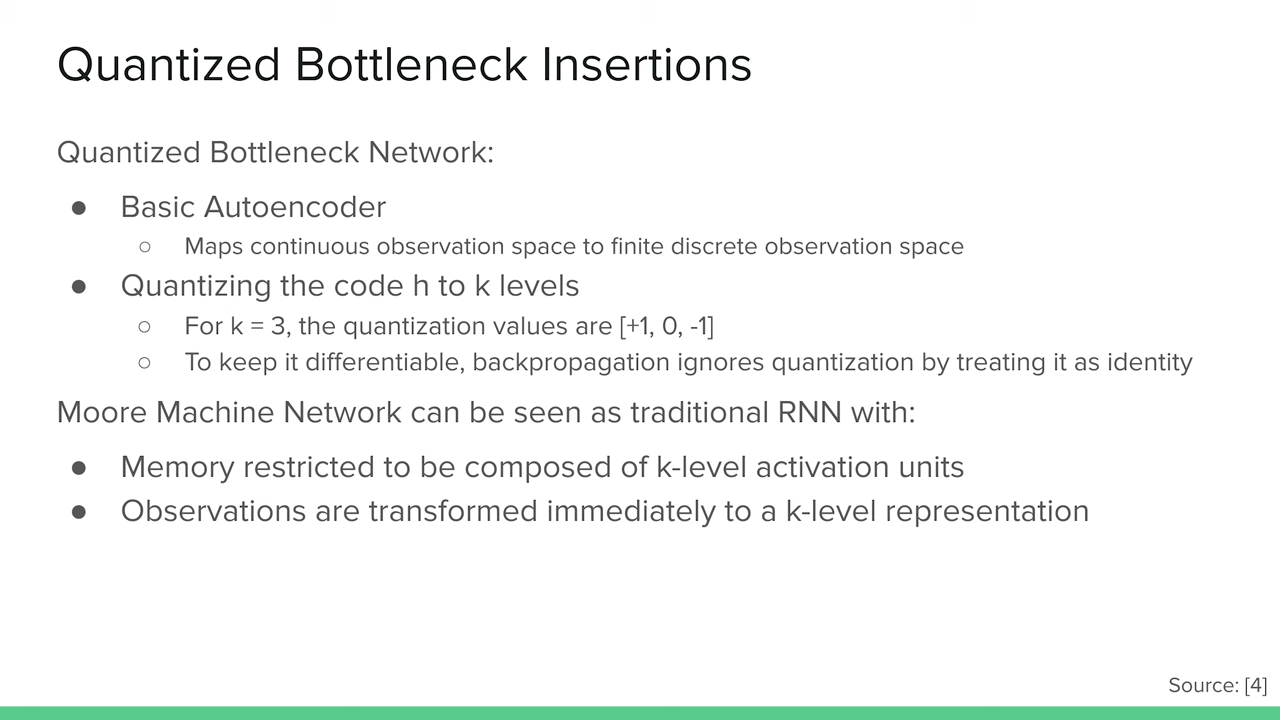 Quantized Bottleneck Insertions
Quantized Bottleneck Network:
● Basic Autoencoder
○ Maps continuous observation space to finite discrete observation space
● Quantizing the code h to k levels
○ For k = 3, the quantization values are [+1, 0, -1]
○ To keep it differentiable, backpropagation ignores quantization by treating it as identity
Moore Machine Network can be seen as traditional RNN with:
● Memory restricted to be composed of k-level activation units
● Observations are transformed immediately to a k-level representation
Source: [4]